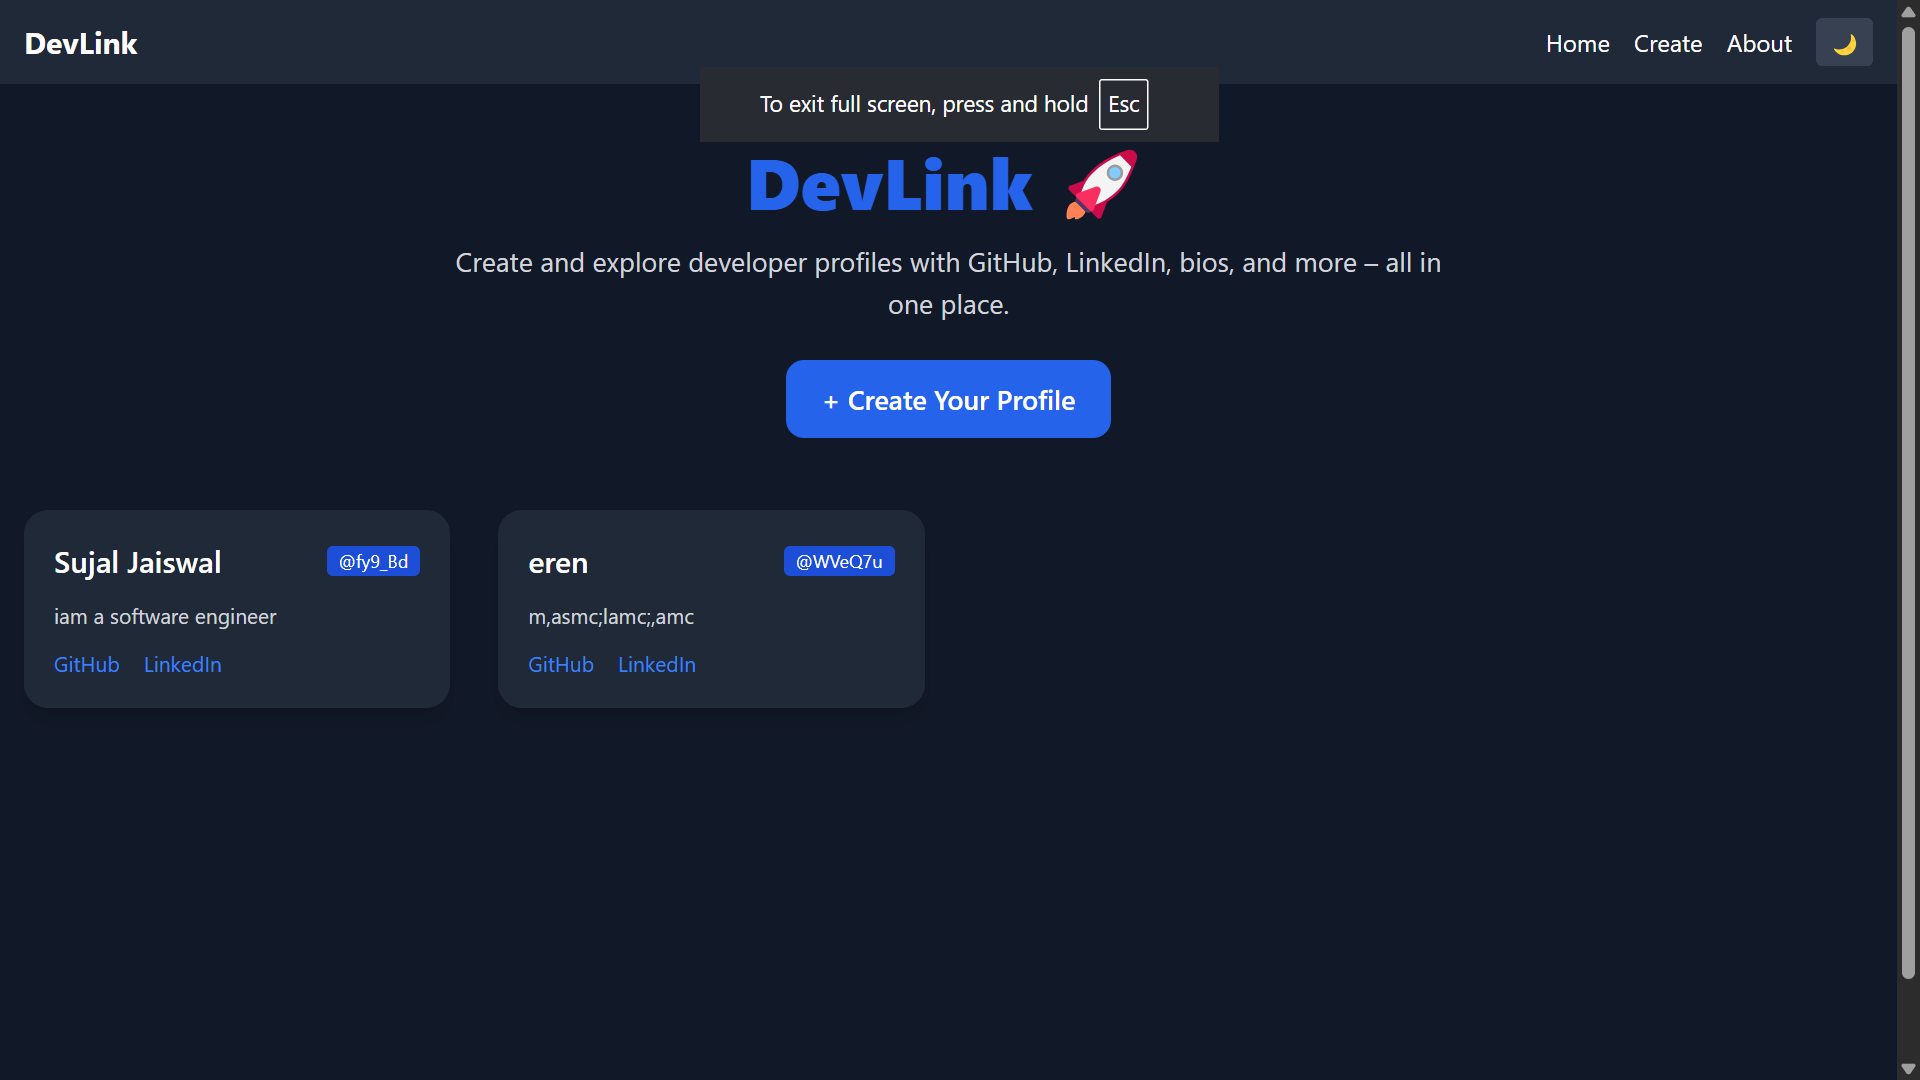 DevLink
Home Create About
To exit full screen, press and hold Esc
DevLink
Create and explore developer profiles with GitHub, LinkedIn, bios, and more – all in
one place.
+ Create Your Profile
Sujal Jaiswal @fy9_Bd
iam a software engineer
GitHub LinkedIn
eren @WVeQ7u
m,asmc;lamc;,amc
GitHub LinkedIn